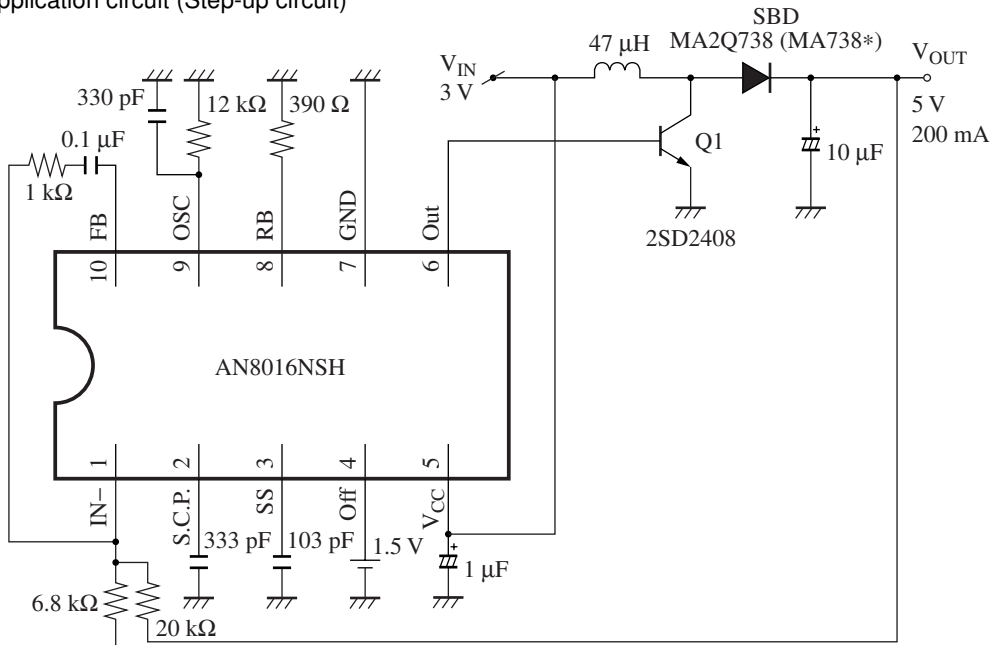 pplication circuit (Step-up circuit)
SBD
MA2Q738 (MA738*)
47 µH
VIN
3 V
VOUT
5 V
200 mA
330 pF
12 kΩ
390 Ω
0.1 µF
1 kΩ
Q1
10 µF
2SD2408
FB
OSC
RB
GND
Out
10
9
8
7
6
AN8016NSH
1
2
3
4
5
IN−
S.C.P.
SS
Off
VCC
333 pF
103 pF
1.5 V
1 µF
6.8 kΩ
20 kΩ
+
+